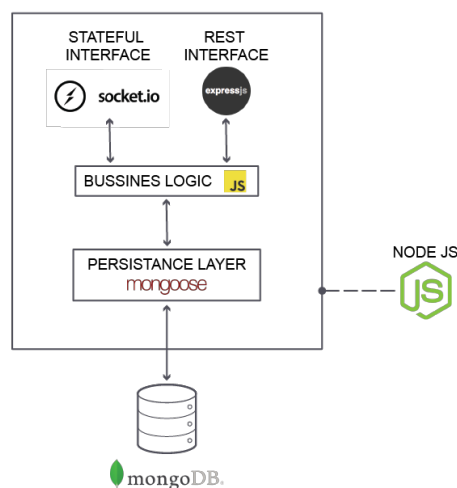 STATEFUL
INTERFACE
REST
INTERFACE
socket.io
expressjs
BUSSINES LOGIC JS
PERSISTANCE LAYER
mongoose
NODE JS
JS
mongoDB.